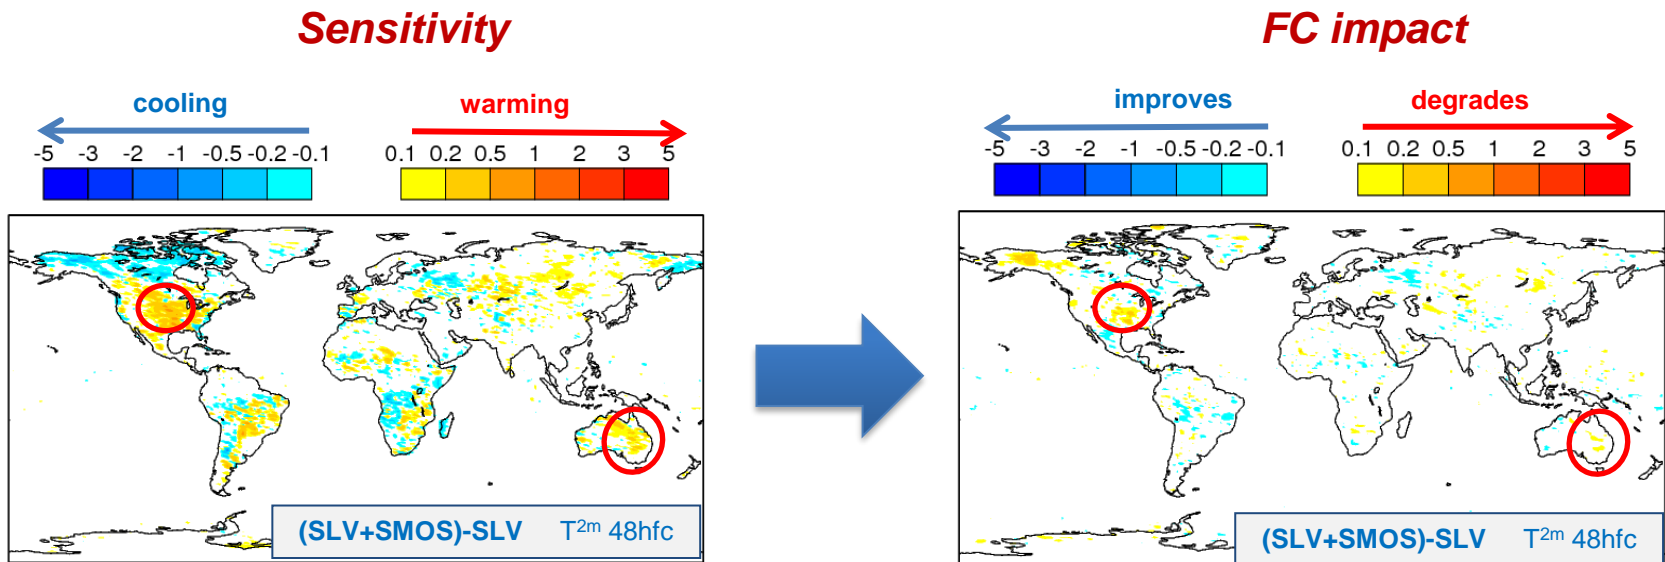 Sensitivity
FC impact
cooling
warming
improves
degrades
-5 -3 -2 -1 -0.5 -0.2 -0.1
0.1 0.2 0.5 1 2 3 5
-5 -3 -2 -1 -0.5 -0.2 -0.1
0.1 0.2 0.5 1 2 3 5
(SLV+SMOS)-SLV T2m 48hfc
(SLV+SMOS)-SLV T2m 48hfc